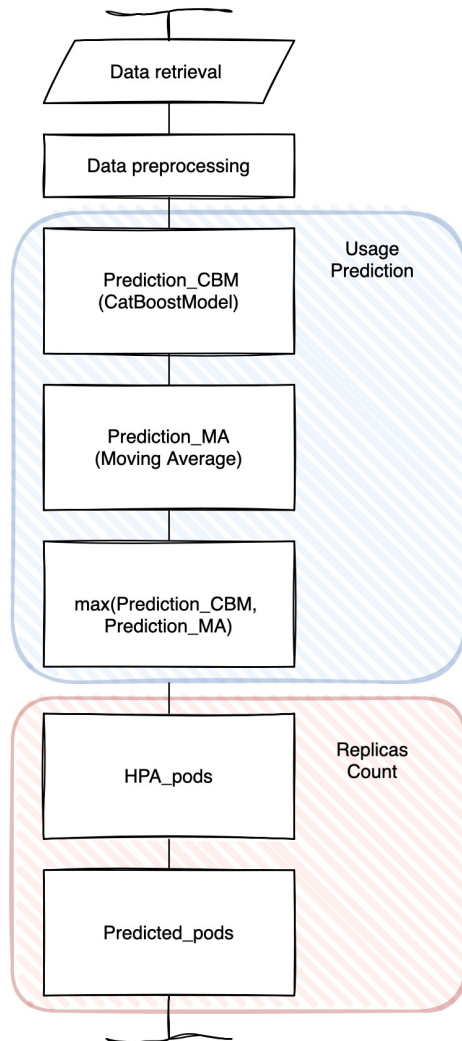 Data retrieval
Data preprocessing
Usage
Prediction
Prediction_CBM
(CatBoostModel)
Prediction_MA
(Moving Average)
max(Prediction_CBM,
Prediction_MA)
Replicas
Count
HPA_pods
Predicted_pods